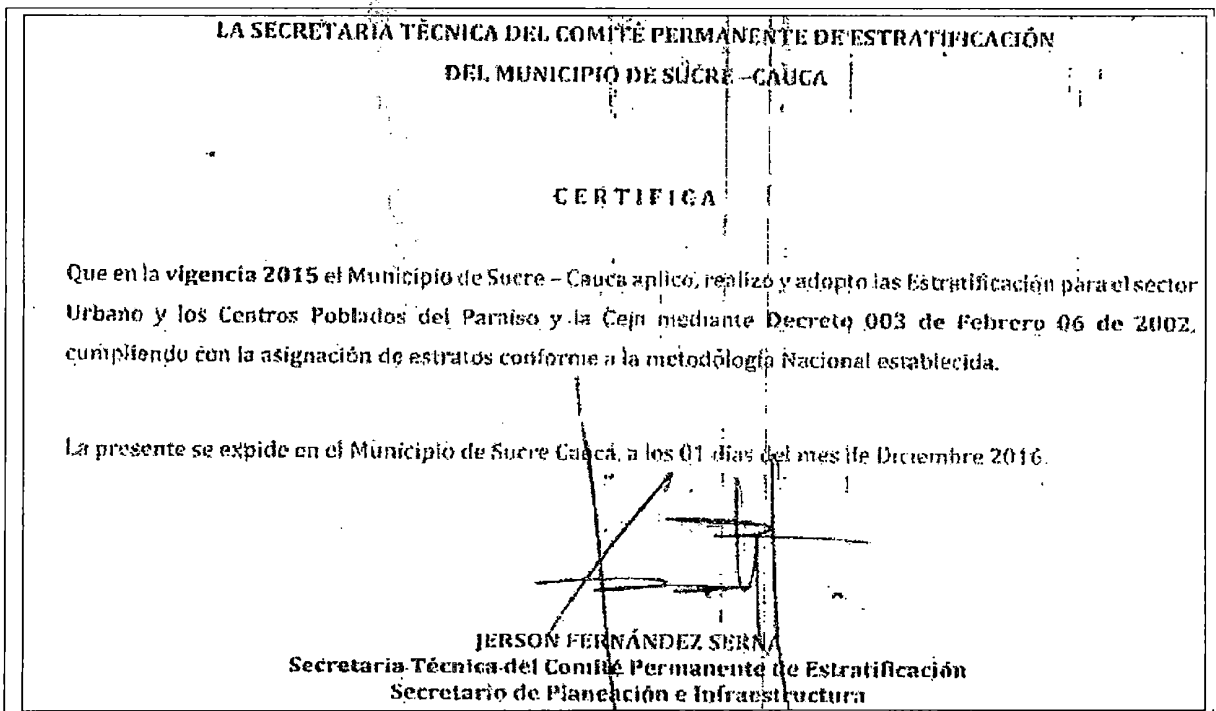 LA SECRETARIA TÉCNICA DEL COMITÉ PERMANENTE DE ESTRATIFICACIÓN
DEL MUNICIPIO DE SUCRE – CAUCA
CERTIFICA
Que en la vigencia 2015 el Municipio de Sucre – Cauca aplico, realizo y adopto las Estratificación para el sector
Urbano y los Centros Poblados del Paraíso y la Ceja mediante Decreto 003 de Febrero 06 de 2002,
cumpliendo con la asignación de estratos conforme a la metodología Nacional establecida.
La presente se expide en el Municipio de Sucre Cauca, a los 01 días del mes de Diciembre 2016.
JERSON FERNÁNDEZ SERNA
Secretaria Técnica del Comité Permanente de Estratificación
Secretario de Planeación e Infraestructura